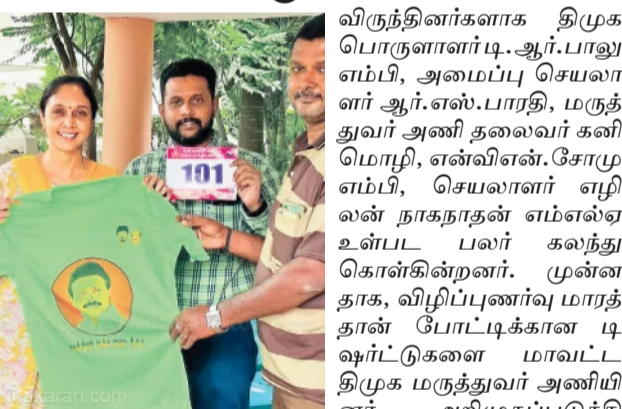 விருந்தினர்களாக திமுக
பொருளாளர் டி.ஆர்.பாலு
எம்பி, அமைப்பு செயலா
ளர் ஆர்.எஸ்.பாரதி, மருத்
துவர் அணி தலைவர் கனி
மொழி, என்விஎன்.சோமு
எம்பி, செயலாளர் எழி
லன் நாகநாதன் எம்எல்ஏ
உள்பட பலர் கலந்து
கொள்கின்றனர். முன்ன
தாக, விழிப்புணர்வு மாரத்
தான் போட்டிக்கான டி
ஷர்ட்டுகளை மாவட்ட
திமுக மருத்துவர் அணியி
101